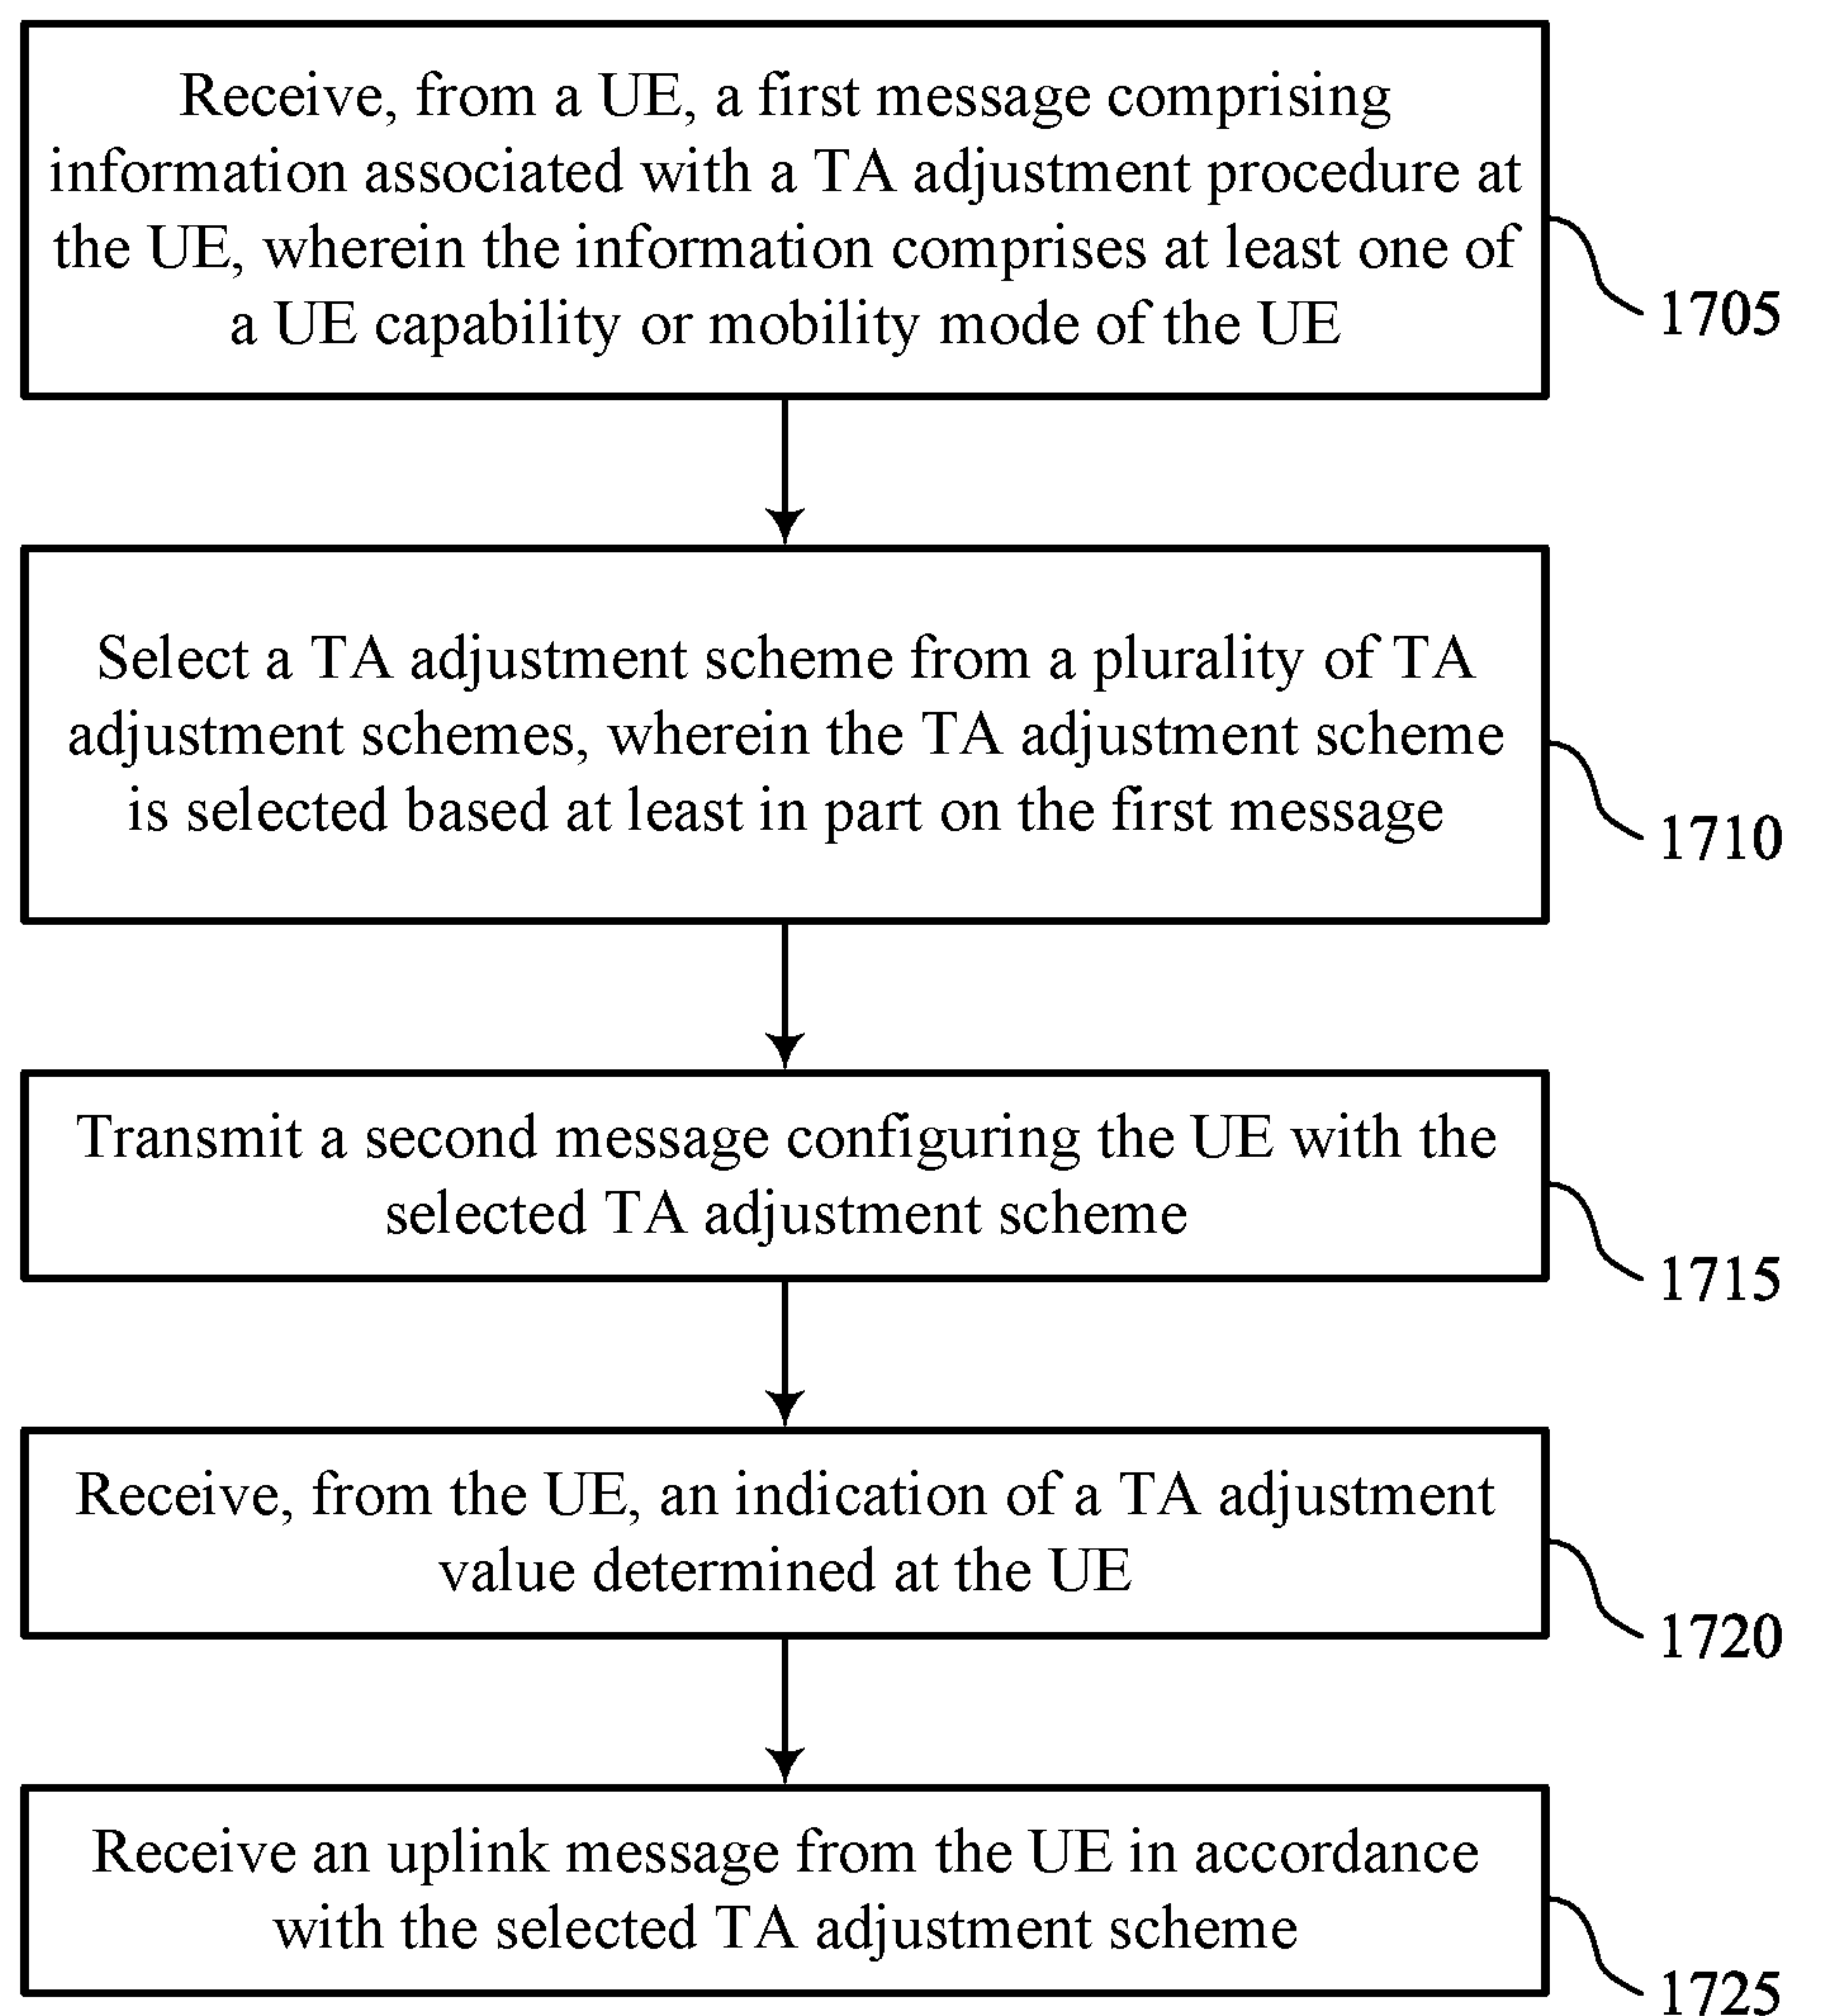 Receive, from a UE, a first message comprising
information associated with a TA adjustment procedure at
the UE, wherein the information comprises at least one of
a UE capability or mobility mode of the UE
1705
Select a TA adjustment scheme from a plurality of TA
adjustment schemes, wherein the TA adjustment scheme
is selected based at least in part on the first message
1710
Transmit a second message configuring the UE with the
selected TA adjustment scheme
1715
Receive, from the UE, an indication of a TA adjustment
value determined at the UE
1720
Receive an uplink message from the UE in accordance
with the selected TA adjustment scheme
1725